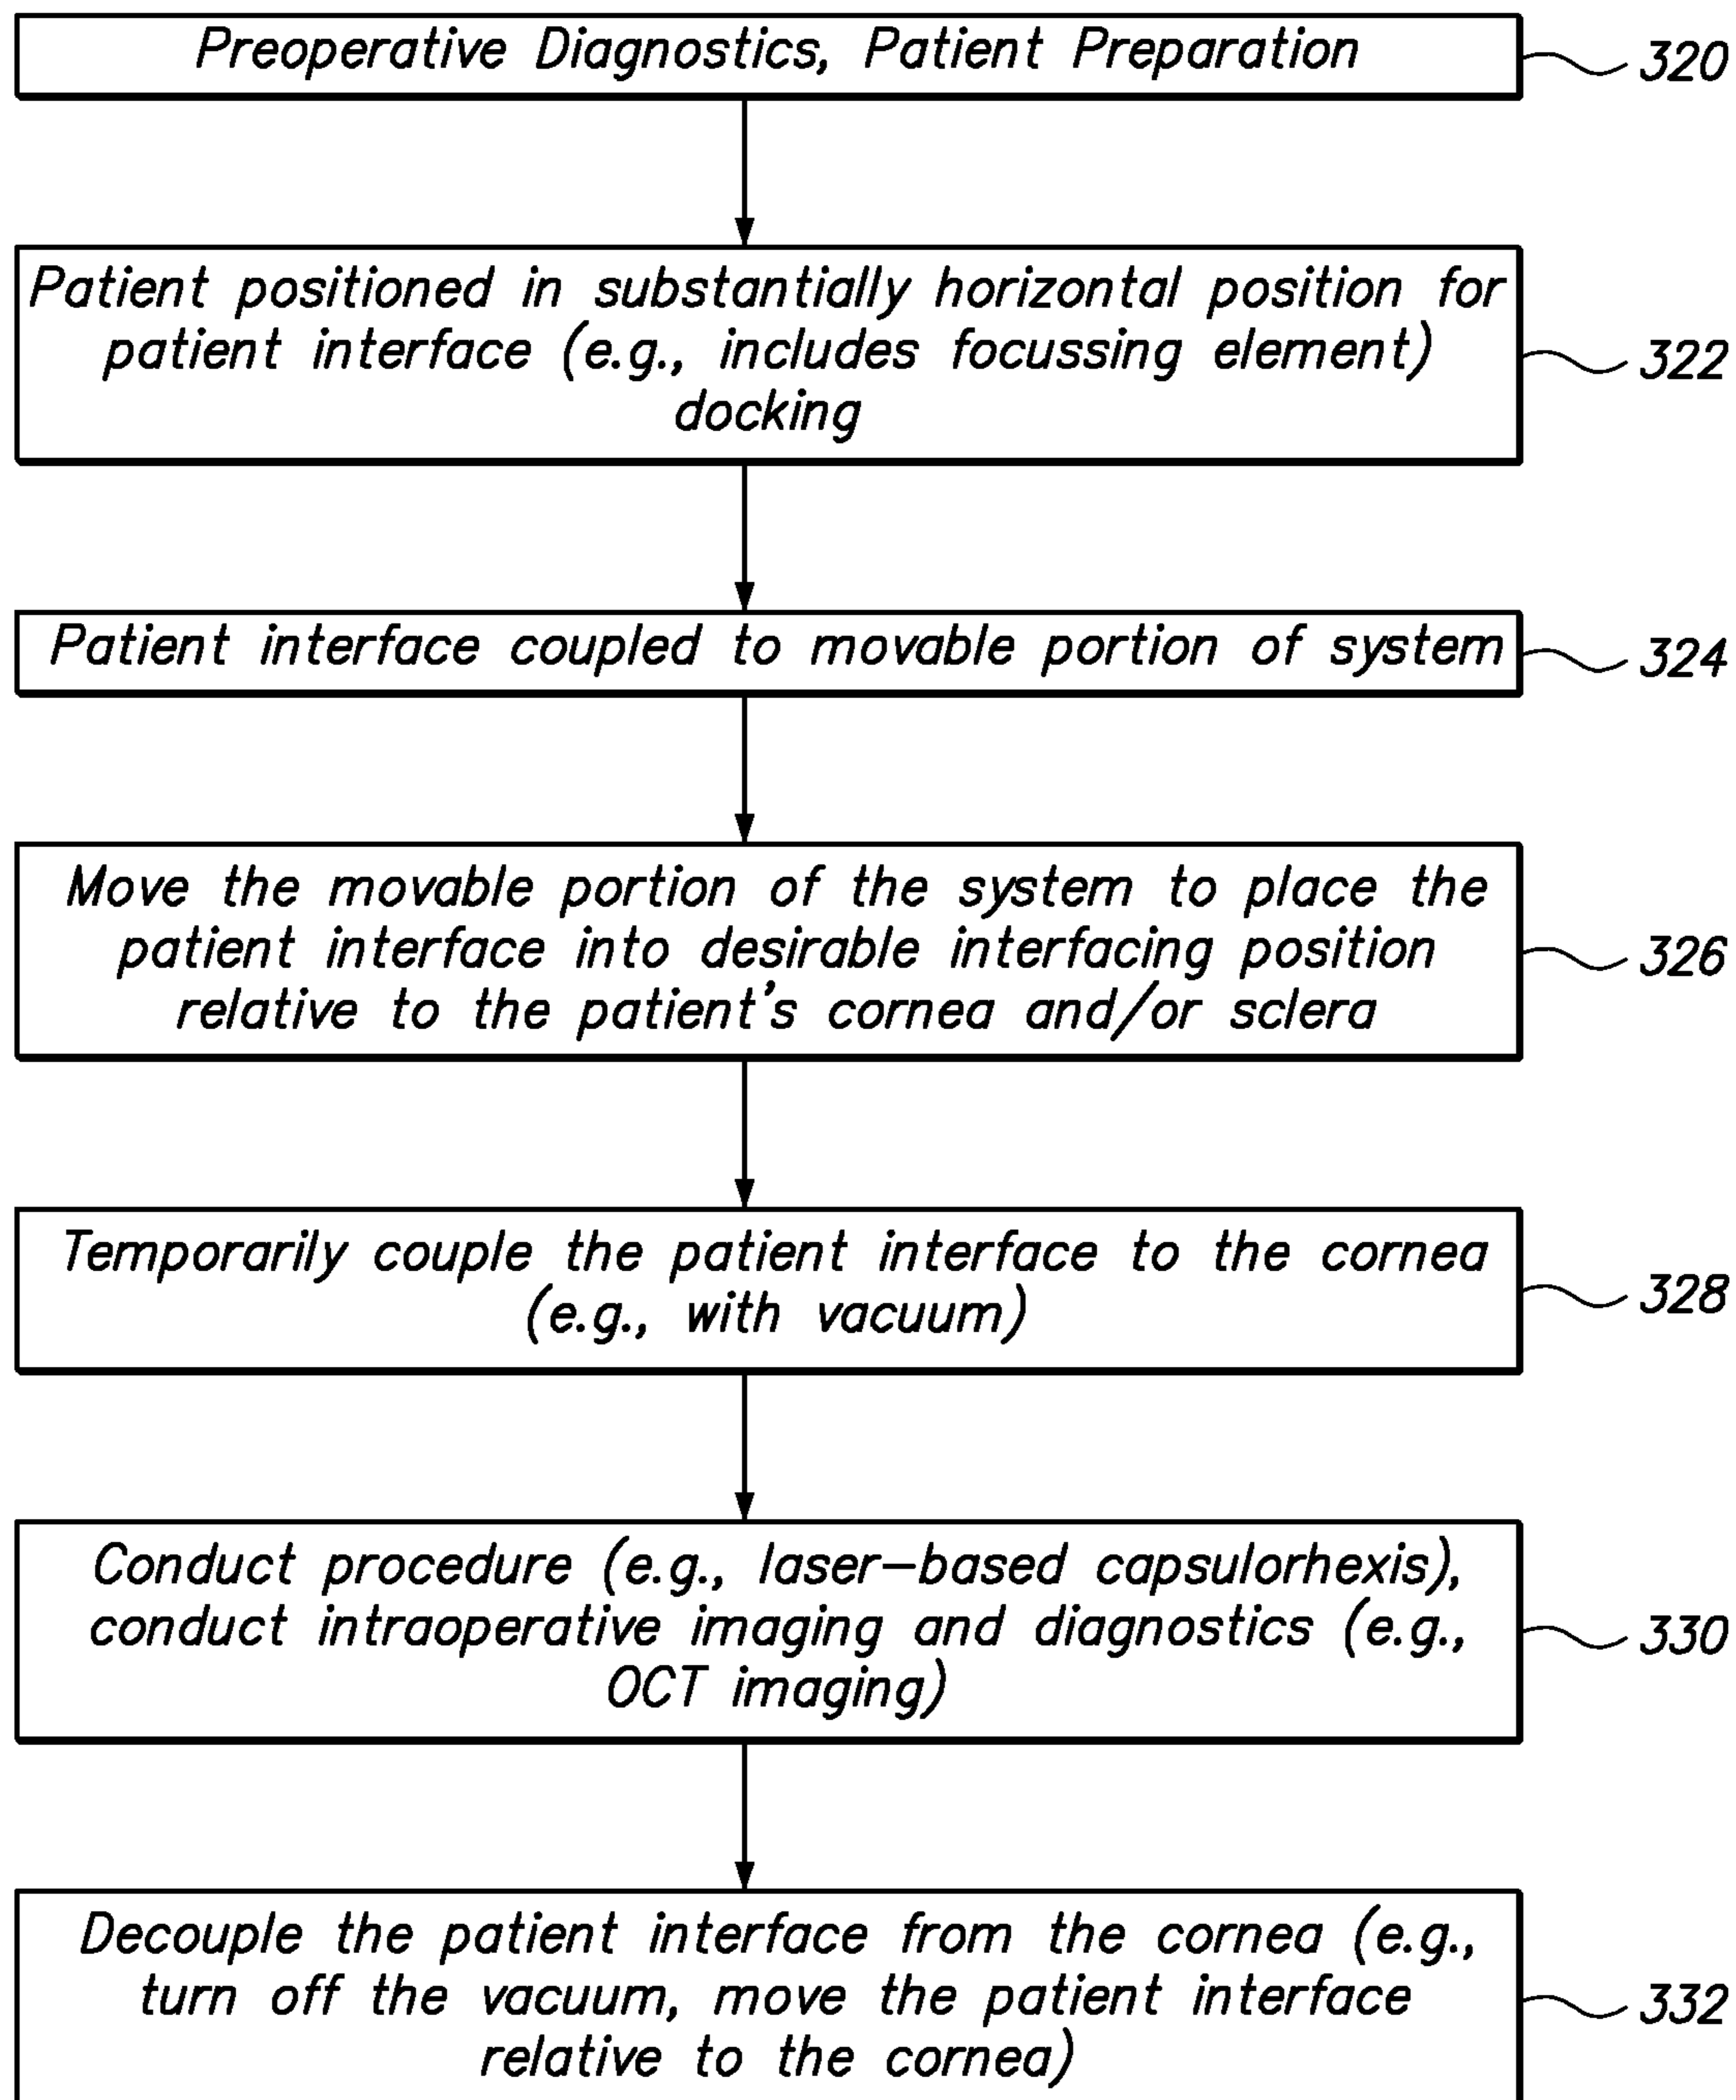 Preoperative Diagnostics, Patient Preparation
320
Patient positioned in substantially horizontal position for
patient interface (e.g., includes focussing element)
docking
322
Patient interface coupled to movable portion of system
324
Move the movable portion of the system to place the
patient interface into desirable interfacing position
relative to the patient's cornea and/or sclera
326
Temporarily couple the patient interface to the cornea
(e.g., with vacuum)
328
Conduct procedure (e.g., laser-based capsulorhexis),
conduct intraoperative imaging and diagnostics (e.g.,
OCT imaging)
330
Decouple the patient interface from the cornea (e.g.,
turn off the vacuum, move the patient interface
relative to the cornea)
332